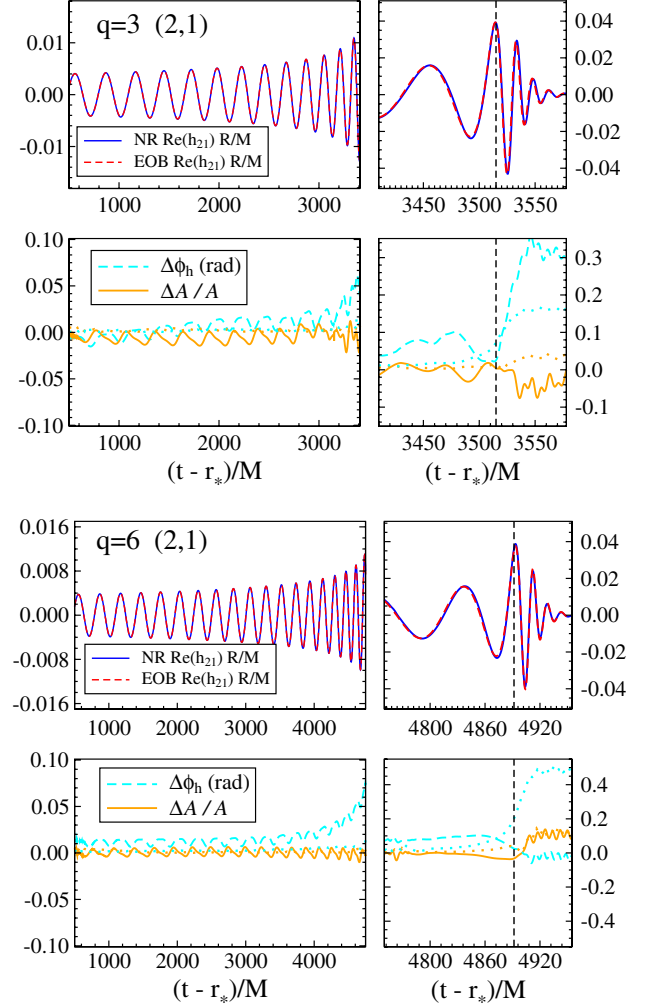 q=3 (2,1)
0.01
0.00
-0.01
NR Re(h21) R/M
EOB Re(h21) R/M
1000 2000 3000
0.04
0.02
0.00
-0.02
-0.04
3450 3515 3550
0.10
0.05
0.00
-0.05
-0.10
Δϕh (rad)
ΔA / A
1000 2000 3000
(t - r*)/M
0.3
0.2
0.1
0.0
-0.1
3450 3515 3550
(t - r*)/M
q=6 (2,1)
0.016
0.008
0.000
-0.008
-0.016
NR Re(h21) R/M
EOB Re(h21) R/M
1000 2000 3000 4000
0.04
0.02
0.00
-0.02
-0.04
4800 4860 4920
0.10
0.05
0.00
-0.05
-0.10
Δϕh (rad)
ΔA / A
1000 2000 3000 4000
(t - r*)/M
0.4
0.2
0.0
-0.2
-0.4
4800 4860 4920
(t - r*)/M